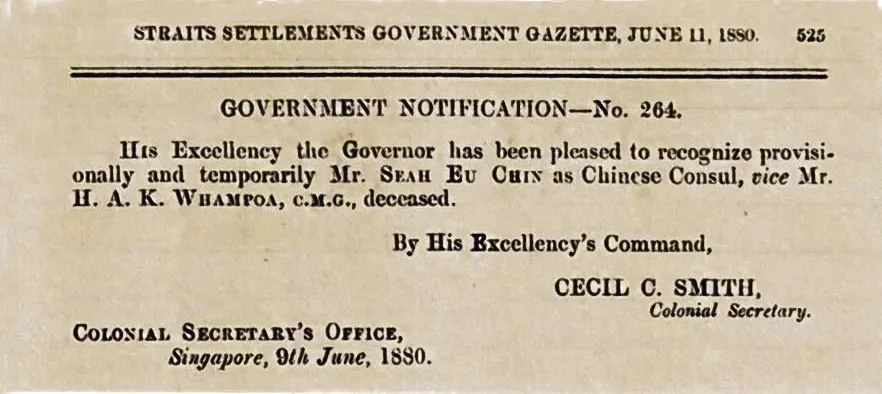 STRAITS SETTLEMENTS GOVERNMENT GAZETTE, JUNE 11, 1880. 525
GOVERNMENT NOTIFICATION—No. 264.
His Excellency the Governor has been pleased to recognize provisi-
onally and temporarily Mr. SEAH EU CHIN as Chinese Consul, vice Mr.
H. A. K. WHAMPOA, C.M.G., deceased.
By His Excellency's Command,
CECIL C. SMITH,
Colonial Secretary.
COLONIAL SECRETARY'S OFFICE,
Singapore, 9th June, 1880.